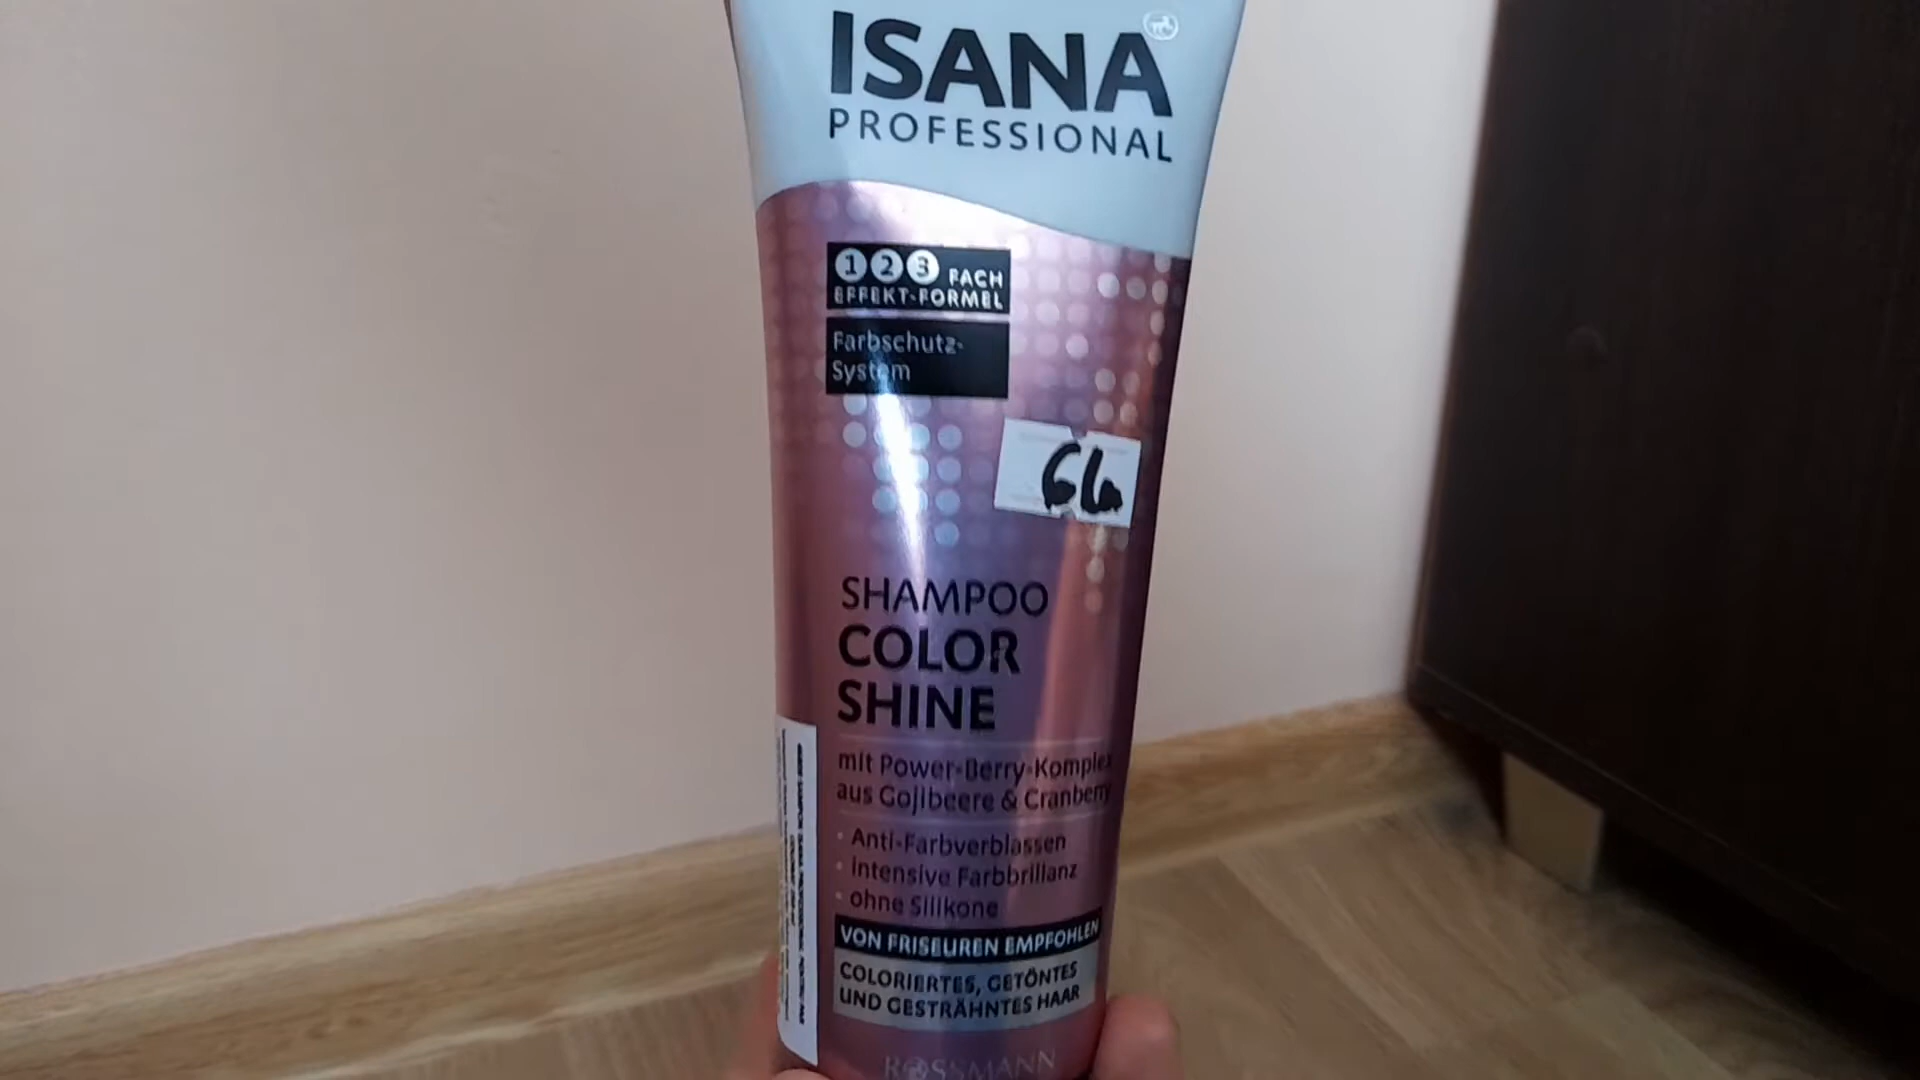 ISANA
PROFESSIONAL
1 2 3 FACH
EFFEKT-FORMEL
Farbschutz-
System
SHAMPOO
COLOR
SHINE
mit Power-Berry-Komplex
aus Gojibeere & Cranberry
· Anti-Farbverblassen
· intensive Farbbrillanz
· ohne Silikone
VON FRISEUREN EMPFOHLEN
COLORIERTES, GETÖNTES
UND GESTRÄHNTES HAAR
ROSSMANN